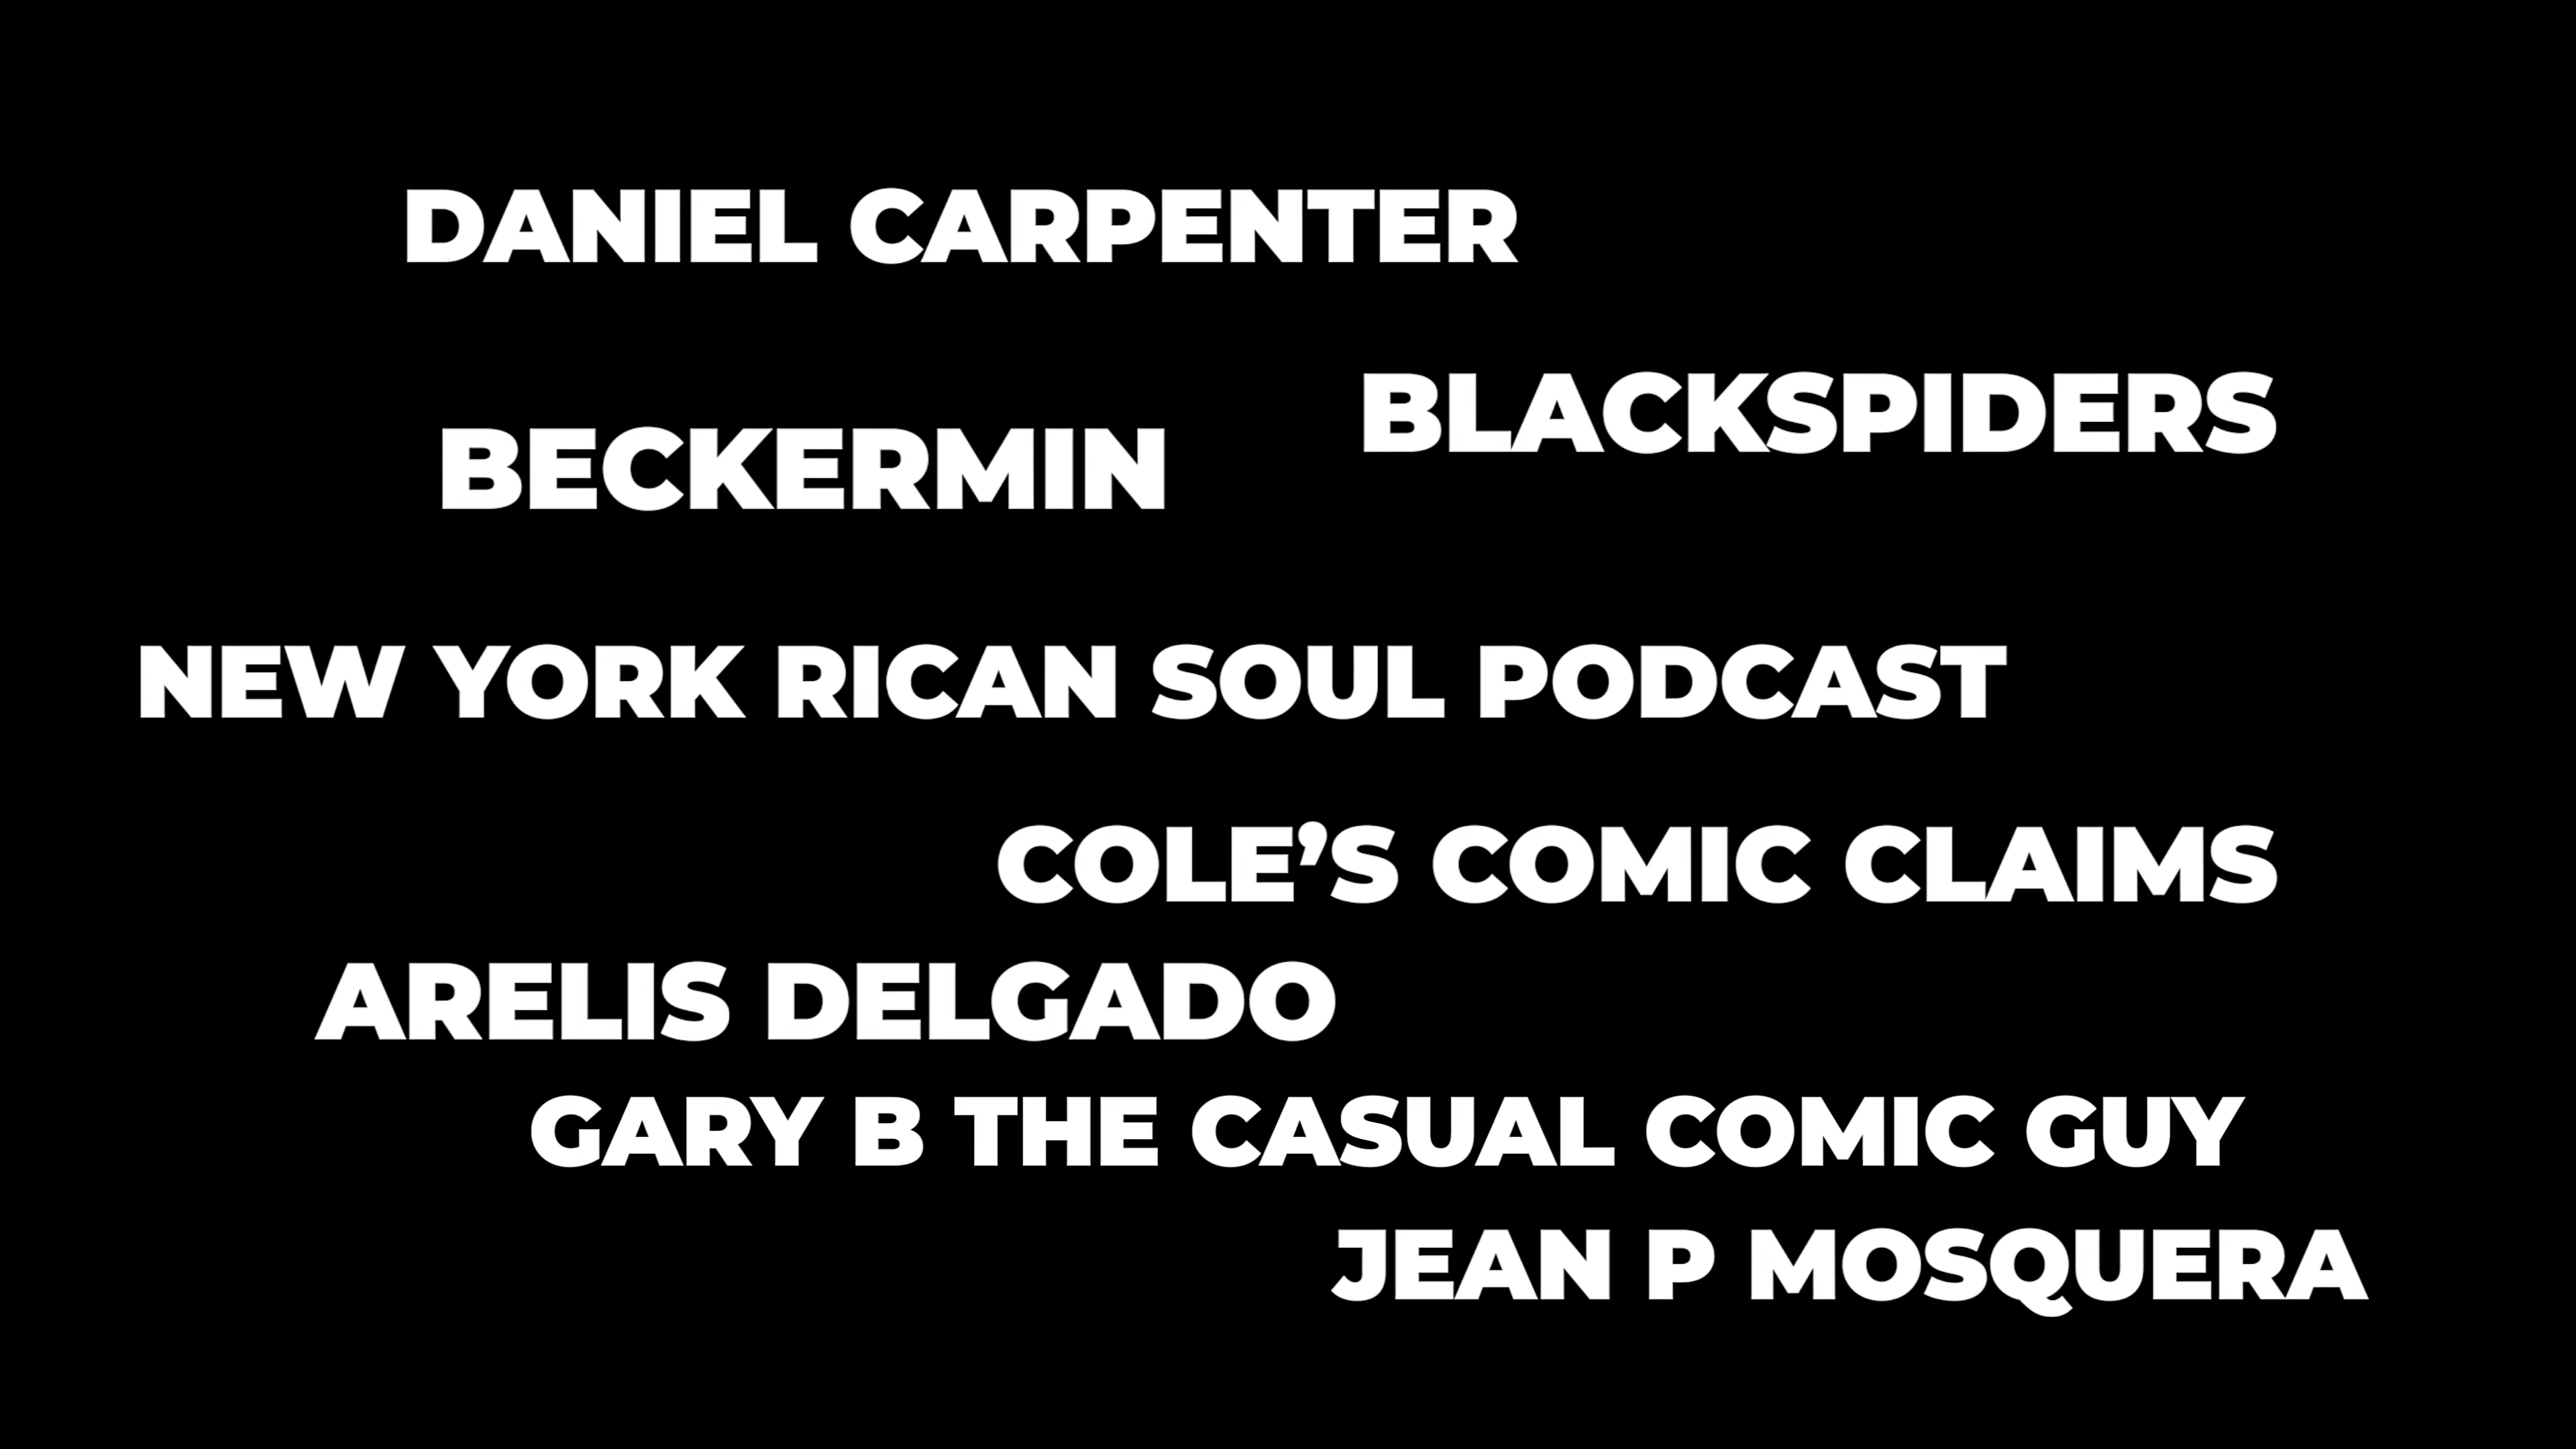 DANIEL CARPENTER
BLACKSPIDERS
BECKERMIN
NEW YORK RICAN SOUL PODCAST
COLE’S COMIC CLAIMS
ARELIS DELGADO
GARY B THE CASUAL COMIC GUY
JEAN P MOSQUERA